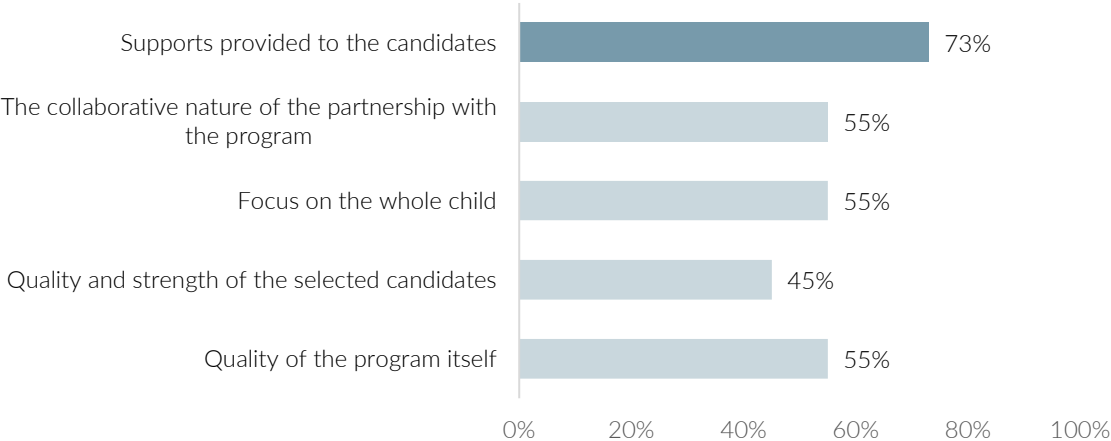 Supports provided to the candidates
73%
The collaborative nature of the partnership with
the program
55%
Focus on the whole child
55%
Quality and strength of the selected candidates
45%
Quality of the program itself
55%
0% 20% 40% 60% 80% 100%